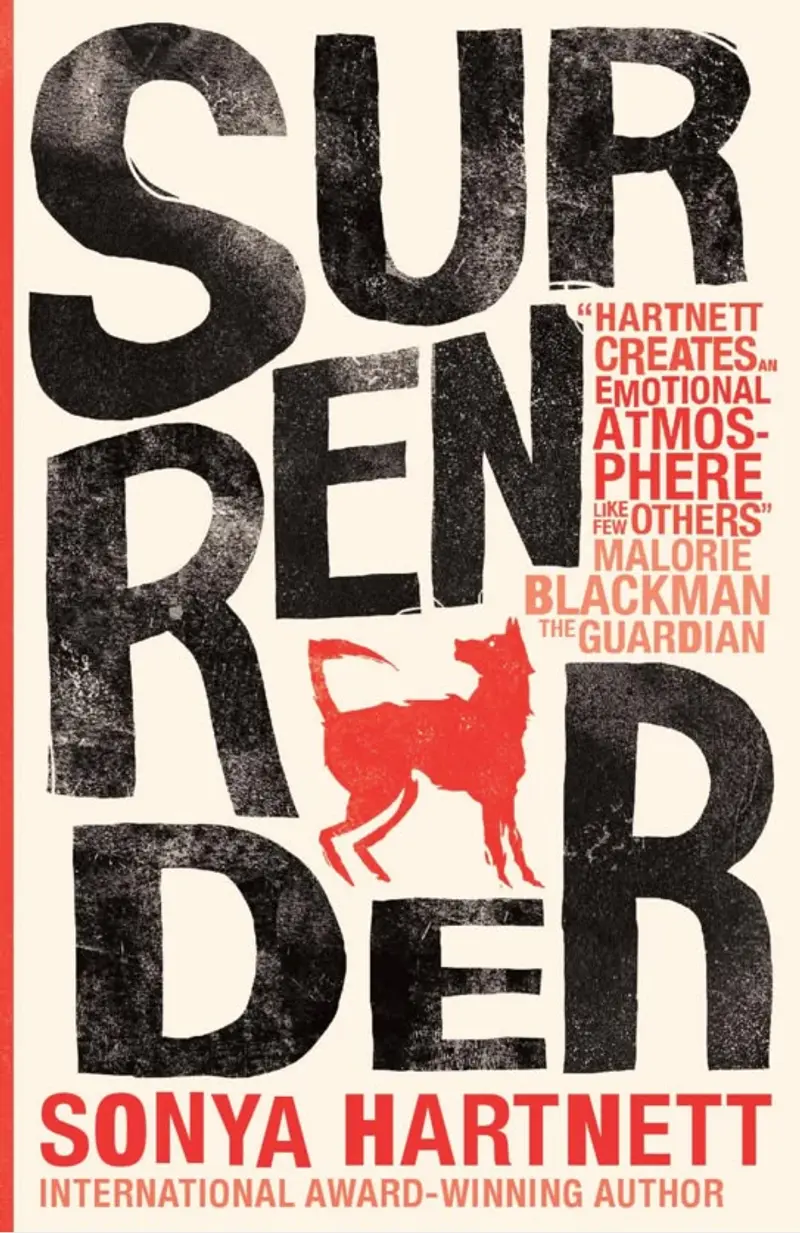 SUR
REN
DER
"HARTNETT
CREATES AN
EMOTIONAL
ATMOS-
PHERE
LIKE FEW OTHERS"
MALORIE
BLACKMAN
THE GUARDIAN
SONYA HARTNETT
INTERNATIONAL AWARD-WINNING AUTHOR